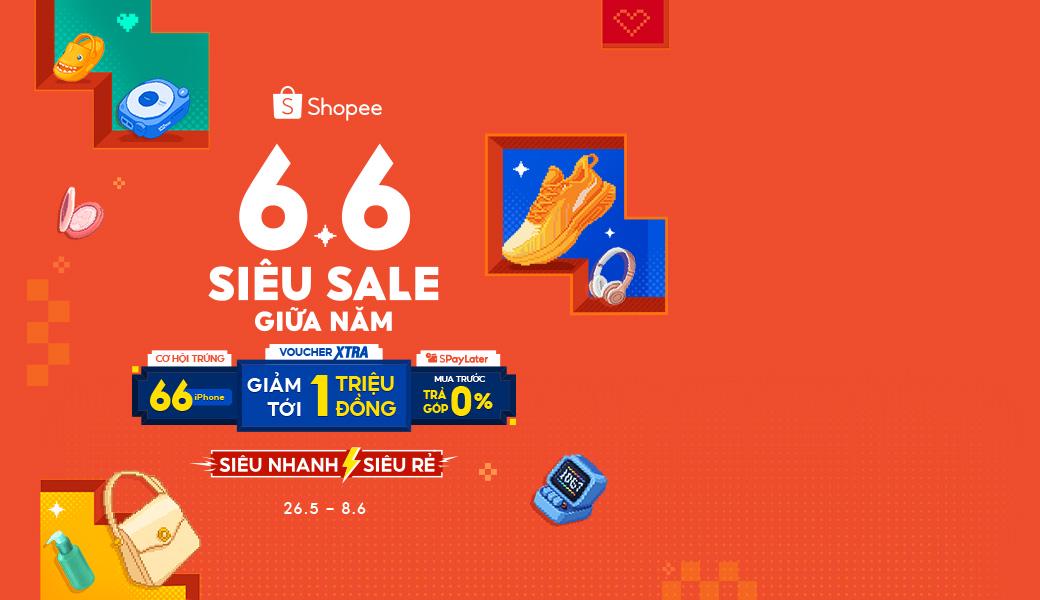 Shopee
6.6
SIÊU SALE
GIỮA NĂM
CƠ HỘI TRÚNG
66 iPhone
VOUCHER XTRA
GIẢM TỚI 1 TRIỆU ĐỒNG
SPayLater
MUA TRƯỚC
TRẢ GÓP 0%
SIÊU NHANH SIÊU RẺ
26.5 – 8.6